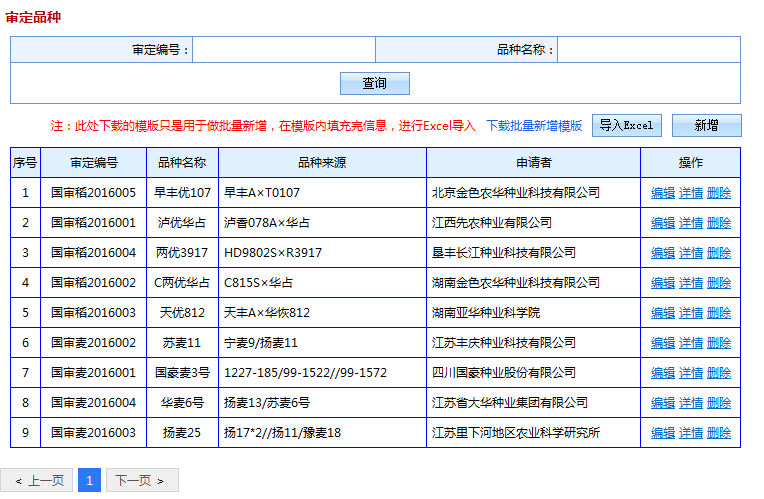 审定品种
审定编号： 品种名称：
查询
注：此处下载的模版只是用于做批量新增，在模版内填充完信息，进行Excel导入 下载批量新增模版 导入Excel 新增
序号 审定编号 品种名称 品种来源 申请者 操作
1 国审稻2016005 旱丰优107 旱丰A×T0107 北京金色农华种业科技有限公司 编辑 详情 删除
2 国审稻2016001 泸优华占 泸香078A×华占 江西先农种业有限公司 编辑 详情 删除
3 国审稻2016004 两优3917 HD9802S×R3917 垦丰长江种业科技有限公司 编辑 详情 删除
4 国审稻2016002 C两优华占 C815S×华占 湖南金色农华种业科技有限公司 编辑 详情 删除
5 国审稻2016003 天优812 天丰A×华恢812 湖南亚华种业科学院 编辑 详情 删除
6 国审麦2016002 苏麦11 宁麦9/扬麦11 江苏丰庆种业科技有限公司 编辑 详情 删除
7 国审麦2016001 国豪麦3号 1227-185/99-1522//99-1572 四川国豪种业股份有限公司 编辑 详情 删除
8 国审麦2016004 华麦6号 扬麦13/苏麦6号 江苏省大华种业集团有限公司 编辑 详情 删除
9 国审麦2016003 扬麦25 扬17*2//扬11/豫麦18 江苏里下河地区农业科学研究所 编辑 详情 删除
< 上一页 1 下一页 >